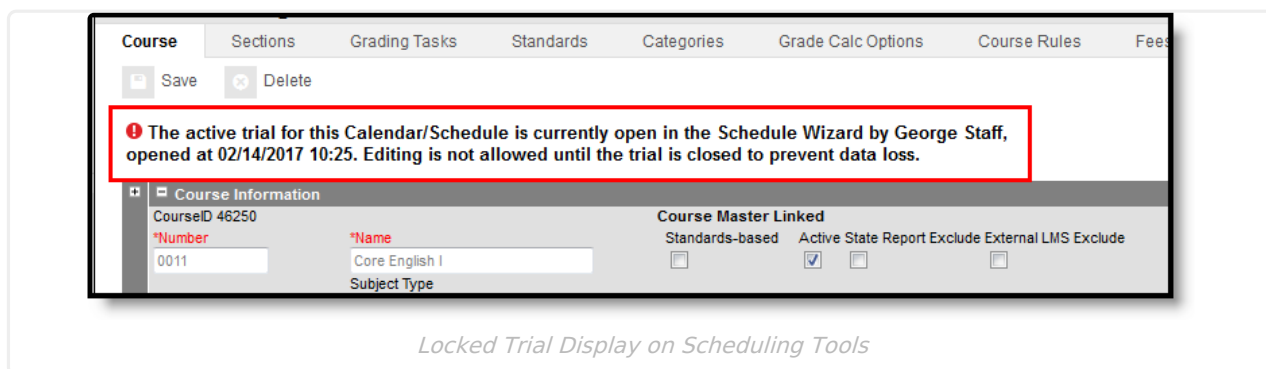 Course Sections Grading Tasks Standards Categories Grade Calc Options Course Rules Fees
Save Delete
The active trial for this Calendar/Schedule is currently open in the Schedule Wizard by George Staff,
opened at 02/14/2017 10:25. Editing is not allowed until the trial is closed to prevent data loss.
Course Information
CourseID 46250 Course Master Linked
*Number *Name Standards-based Active State Report Exclude External LMS Exclude
0011 Core English I
Subject Type
Locked Trial Display on Scheduling Tools